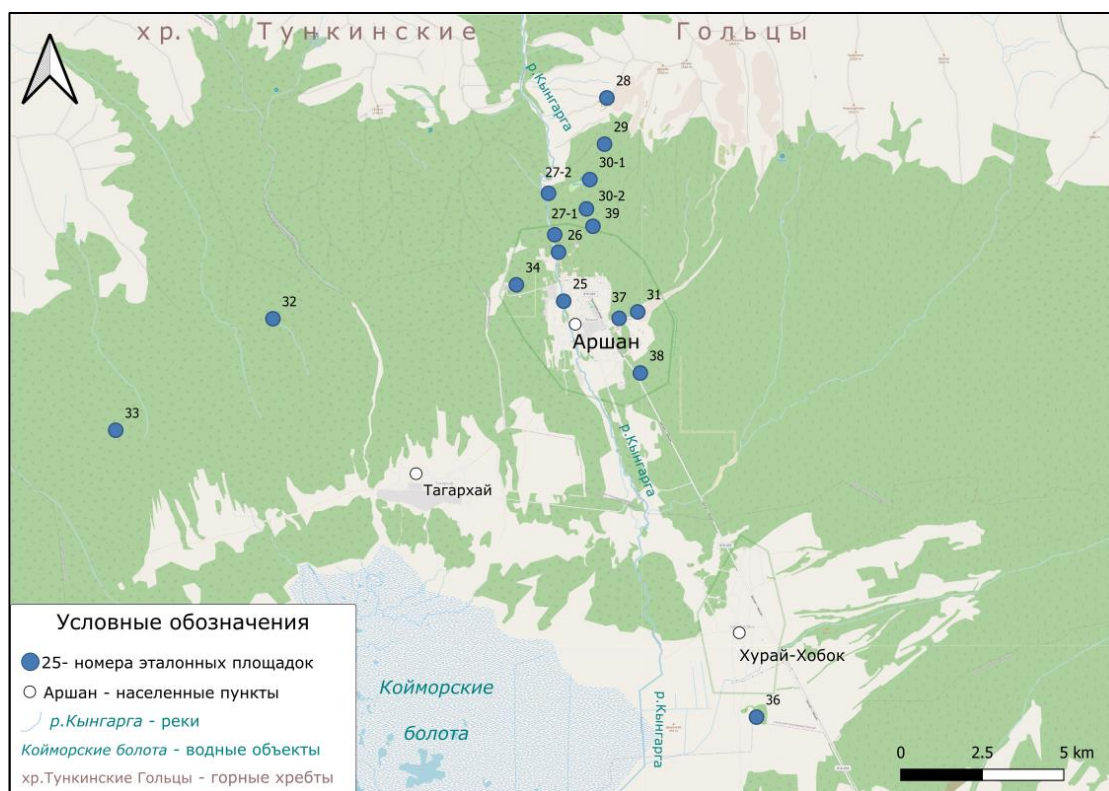 хр. Тункинские Гольцы
р.Кынгарга
28
29
30-1
27-2
30-2
27-1
39
26
34
25
37
31
32
Аршан
38
33
р.Кынгарга
Тагархай
Хурай-Хобок
Койморские
болота
р.Кынгарга
36
Условные обозначения
25- номера эталонных площадок
Аршан - населенные пункты
р.Кынгарга - реки
Койморские болота - водные объекты
хр.Тункинские Гольцы - горные хребты
0 2.5 5 km